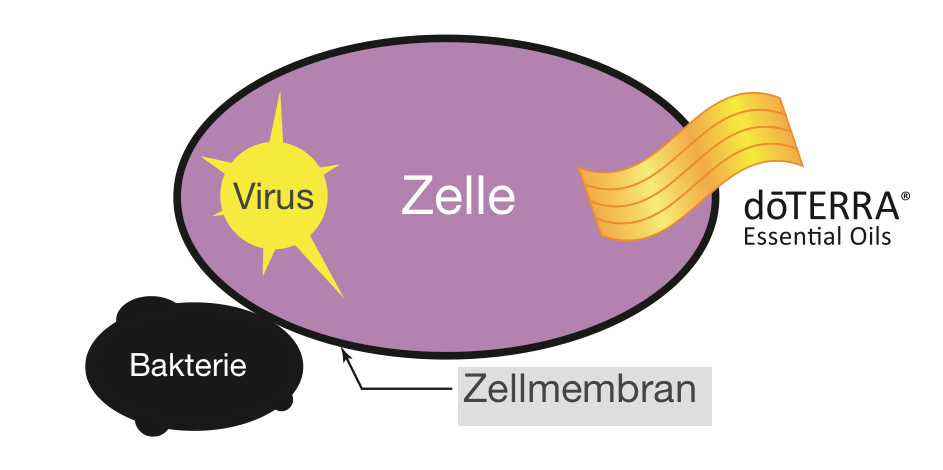 Virus
Zelle
dōTERRA®
Essential Oils
Bakterie
Zellmembran